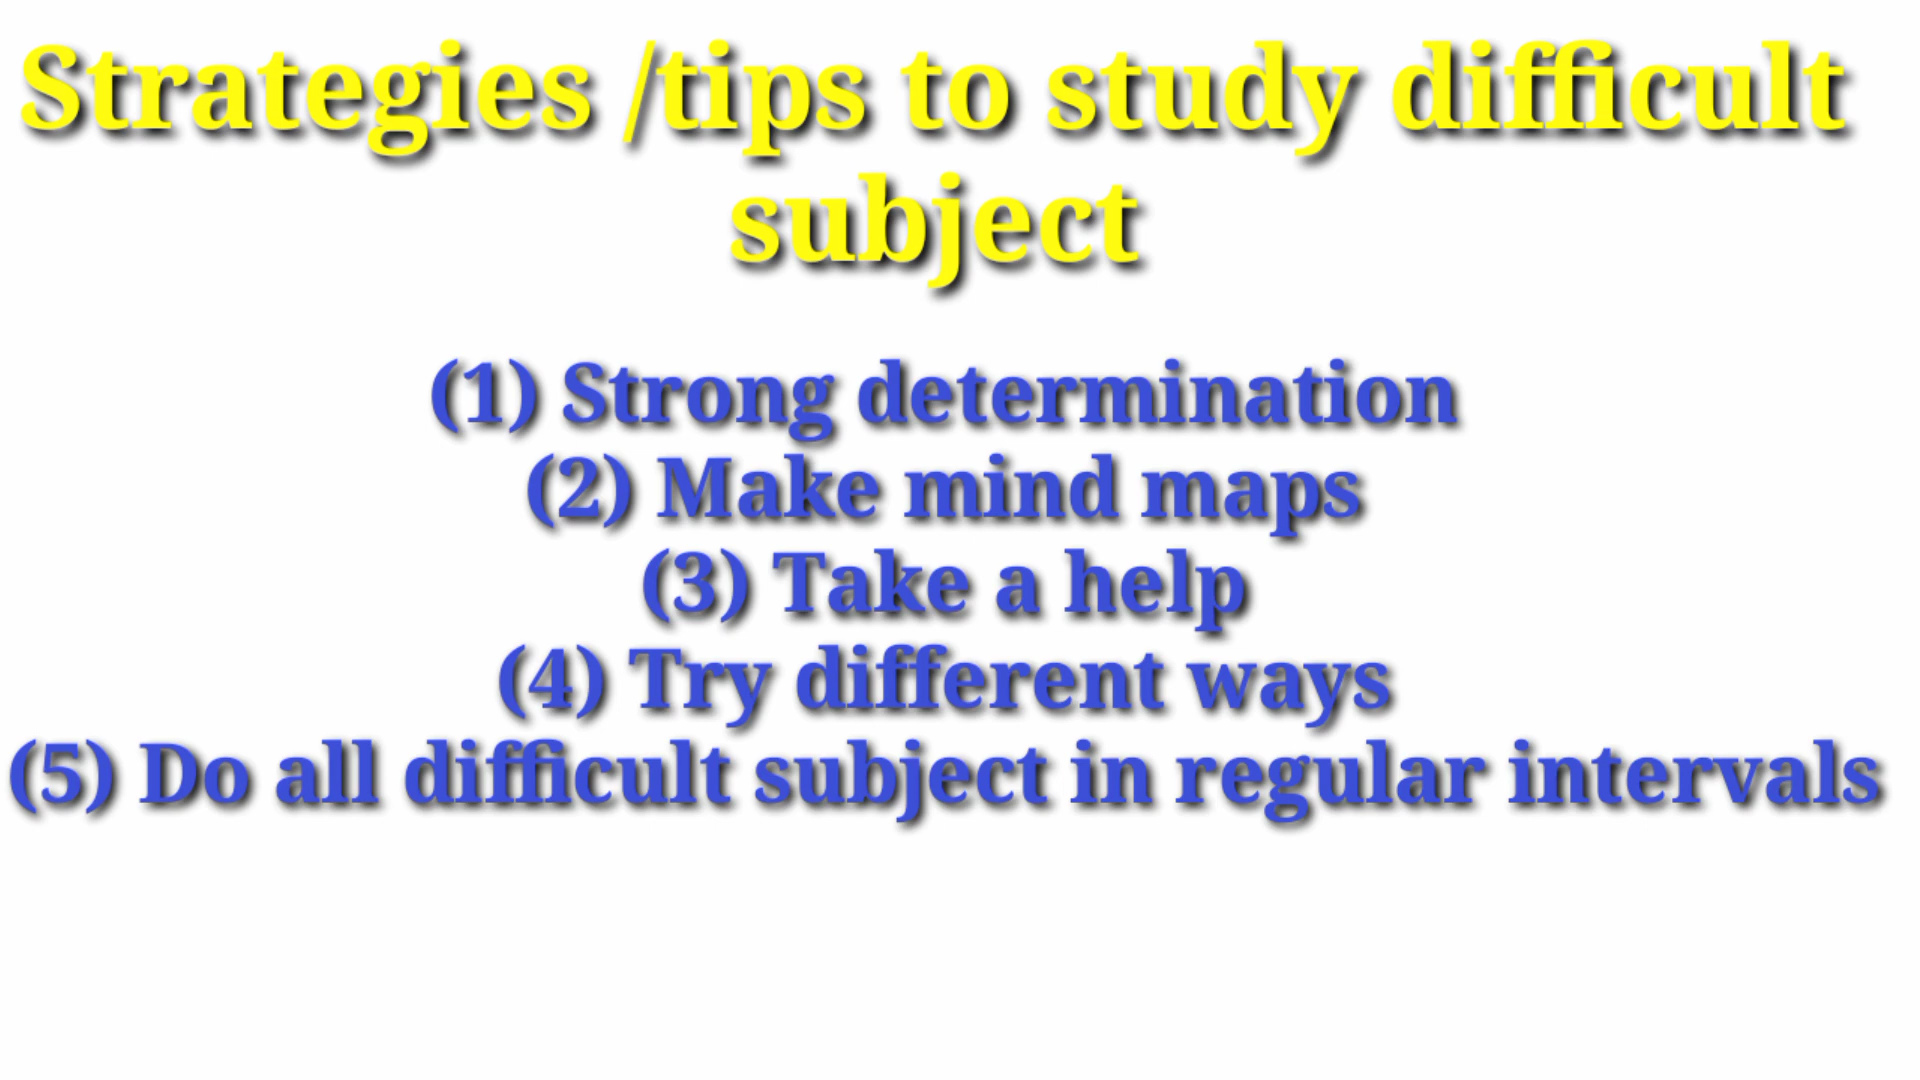 Strategies /tips to study difficult
subject
(1) Strong determination
(2) Make mind maps
(3) Take a help
(4) Try different ways
(5) Do all difficult subject in regular intervals